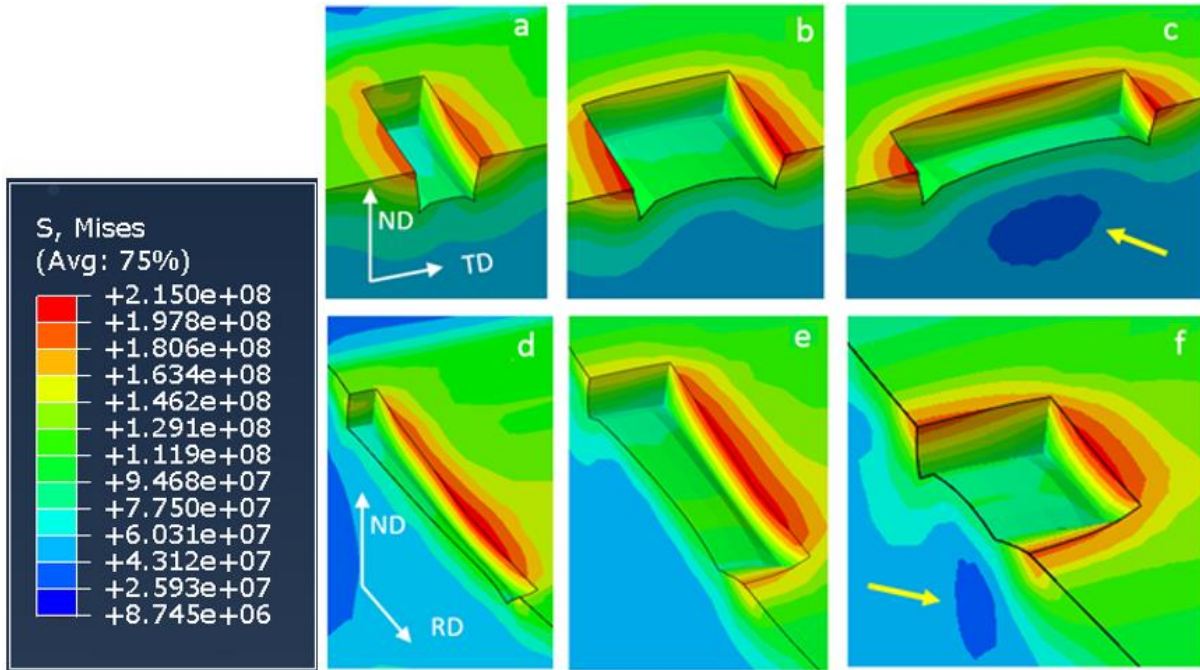 S, Mises
(Avg: 75%)
+2.150e+08
+1.978e+08
+1.806e+08
+1.634e+08
+1.462e+08
+1.291e+08
+1.119e+08
+9.468e+07
+7.750e+07
+6.031e+07
+4.312e+07
+2.593e+07
+8.745e+06
a
b
c
ND
TD
d
e
f
ND
RD